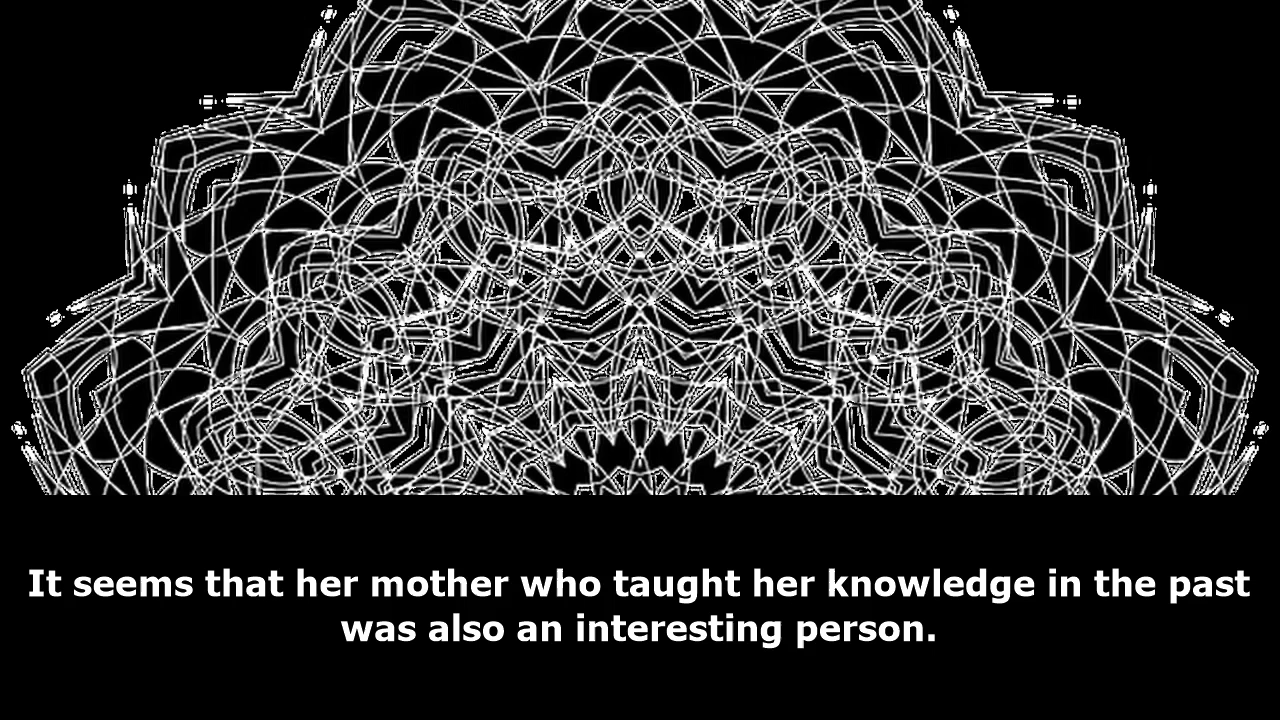 It seems that her mother who taught her knowledge in the past
was also an interesting person.